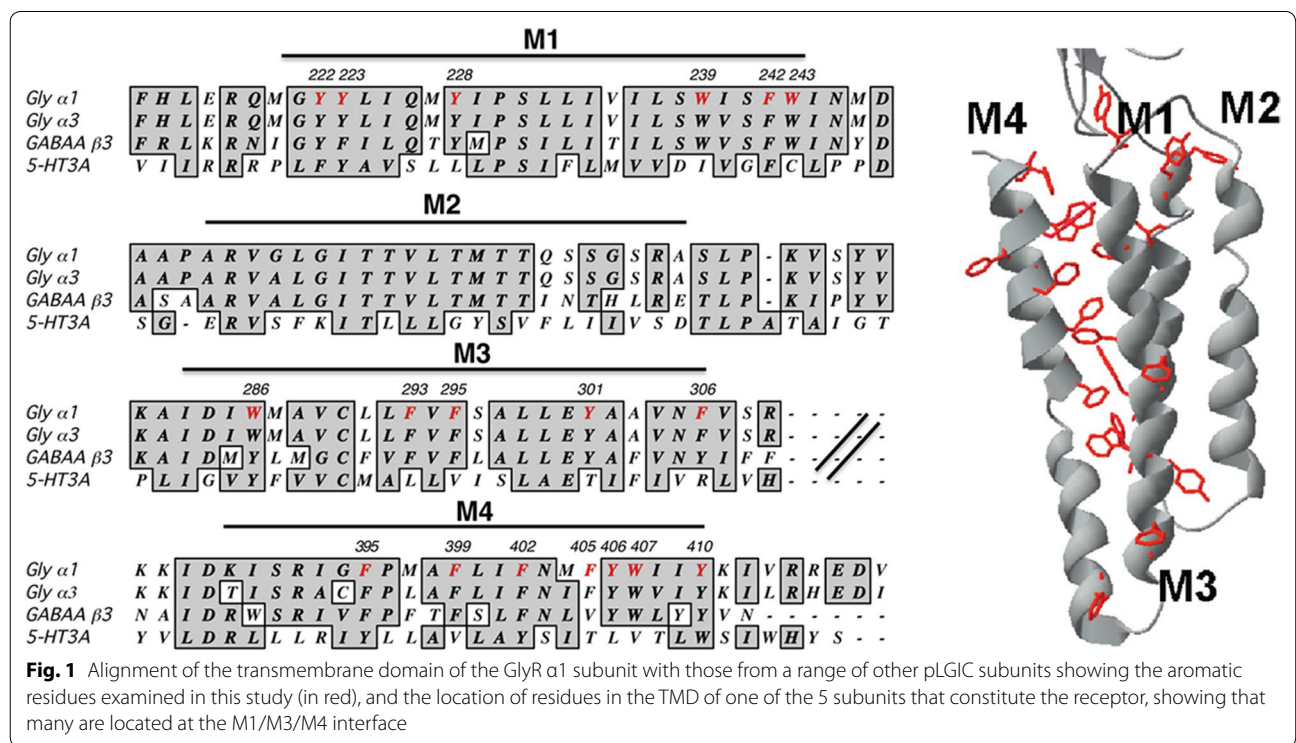 M1
222 223 228 239 242 243
Gly α1 F H L E R Q M G Y Y L I Q M Y I P S L L I V I L S W I S F W I N M D
Gly α3 F H L E R Q M G Y Y L I Q M Y I P S L L I V I L S W V S F W I N M D
GABAA β3 F R L K R N I G Y F I L Q T Y M P S I L I T I L S W V S F W I N Y D
5-HT3A V I I R R R P L F Y A V S L L L P S I F L M V V D I V G F C L P P D
M2
Gly α1 A A P A R V G L G I T T V L T M T T Q S S G S R A S L P - K V S Y V
Gly α3 A A P A R V A L G I T T V L T M T T Q S S G S R A S L P - K V S Y V
GABAA β3 A S A A R V A L G I T T V L T M T T I N T H L R E T L P - K I P Y V
5-HT3A S G - E R V S F K I T L L L G Y S V F L I I V S D T L P A T A I G T
M3
286 293 295 301 306
Gly α1 K A I D I W M A V C L L F V F S A L L E Y A A V N F V S R - - - - -
Gly α3 K A I D I W M A V C L L F V F S A L L E Y A A V N F V S R - - - - -
GABAA β3 K A I D M Y L M G C F V F V F L A L L E Y A F V N Y I F F - - - - -
5-HT3A P L I G V Y F V V C M A L L V I S L A E T I F I V R L V H - - - - -
M4
395 399 402 405 406 407 410
Gly α1 K K I D K I S R I G F P M A F L I F N M F Y W I I Y K I V R R E D V
Gly α3 K K I D T I S R A C F P L A F L I F N I F Y W V I Y K I L R H E D I
GABAA β3 N A I D R W S R I V F P F T F S L F N L V Y W L Y Y V N - - - - - -
5-HT3A Y V L D R L L L R I Y L L A V L A Y S I T L V T L W S I W H Y S - -
M4 M1 M2
M3
Fig. 1 Alignment of the transmembrane domain of the GlyR α1 subunit with those from a range of other pLGIC subunits showing the aromatic
residues examined in this study (in red), and the location of residues in the TMD of one of the 5 subunits that constitute the receptor, showing that
many are located at the M1/M3/M4 interface